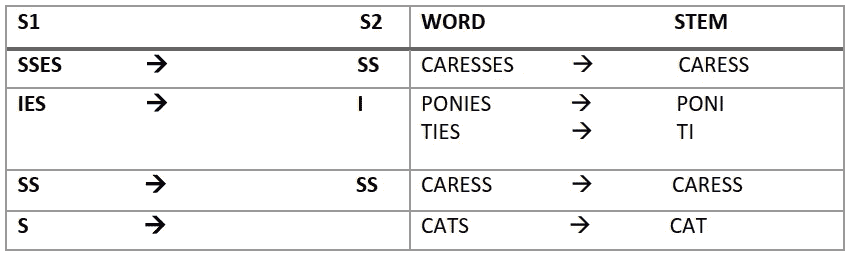 S1 S2 WORD STEM
SSES → SS CARESSES → CARESS
IES → I PONIES → PONI
TIES → TI
SS → SS CARESS → CARESS
S → CATS → CAT